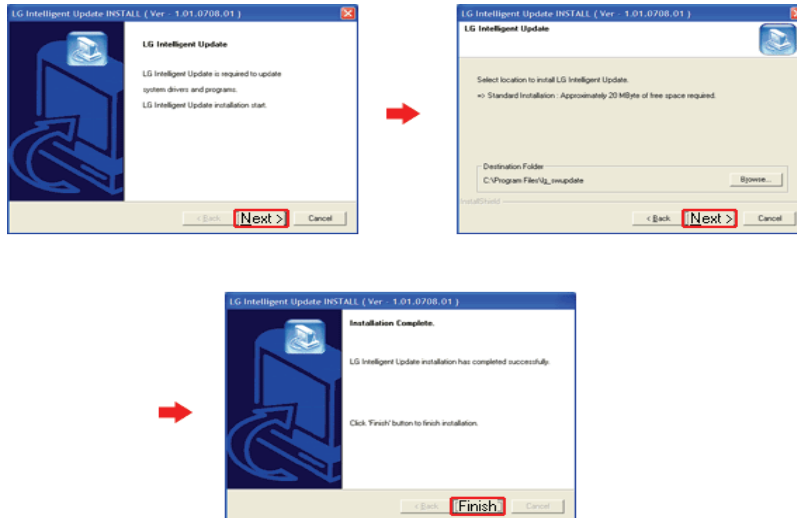 LG Intelligent Update INSTALL ( Ver - 1.01.0708.01 )
LG Intelligent Update
LG Intelligent Update is required to update
system drivers and programs.
LG Intelligent Update installation start.
< Back
Next >
Cancel
LG Intelligent Update INSTALL ( Ver - 1.01.0708.01 )
LG Intelligent Update
Select location to install LG Intelligent Update.
=> Standard Installation : Approximately 20 MByte of free space required.
Destination Folder
C:\Program Files\lg_swupdate
Browse...
InstallShield
< Back
Next >
Cancel
LG Intelligent Update INSTALL ( Ver - 1.01.0708.01 )
Installation Complete.
LG Intelligent Update installation has completed successfully.
Click 'Finish' button to finish installation.
< Back
Finish
Cancel